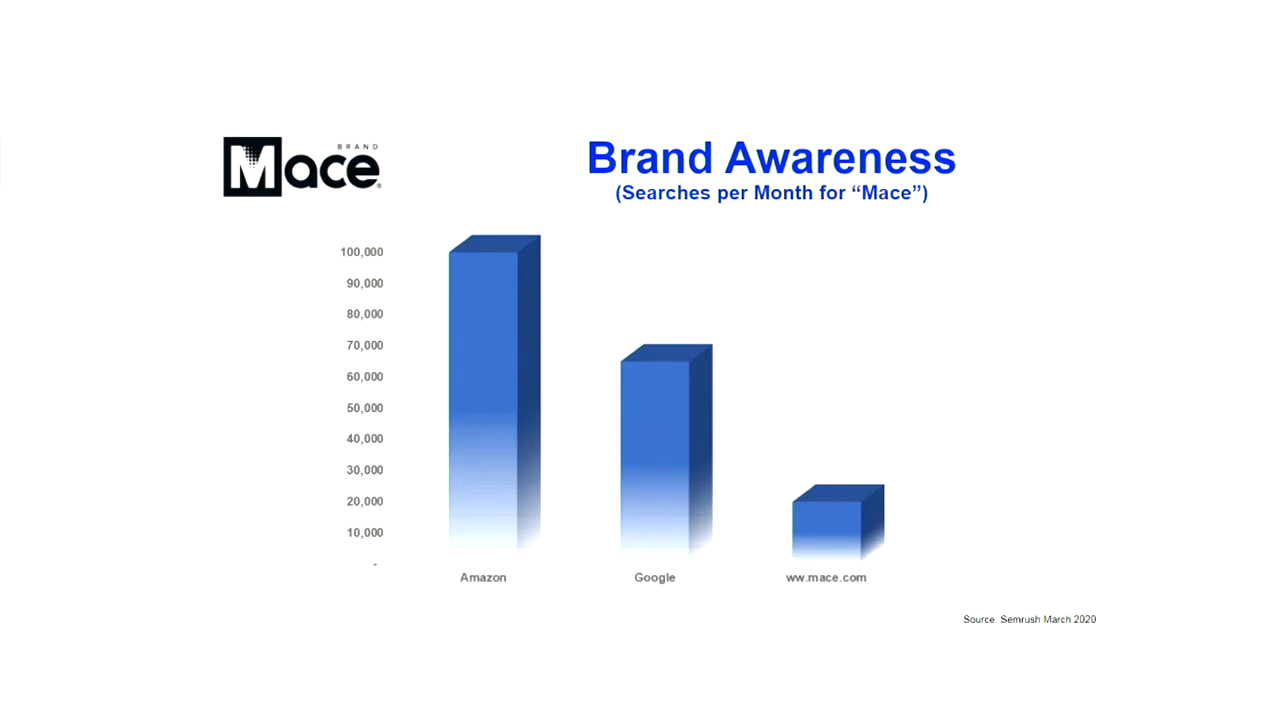 BRAND
Mace®
Brand Awareness
(Searches per Month for “Mace”)
100,000
90,000
80,000
70,000
60,000
50,000
40,000
30,000
20,000
10,000
-
Amazon Google ww.mace.com
Source Semrush March 2020